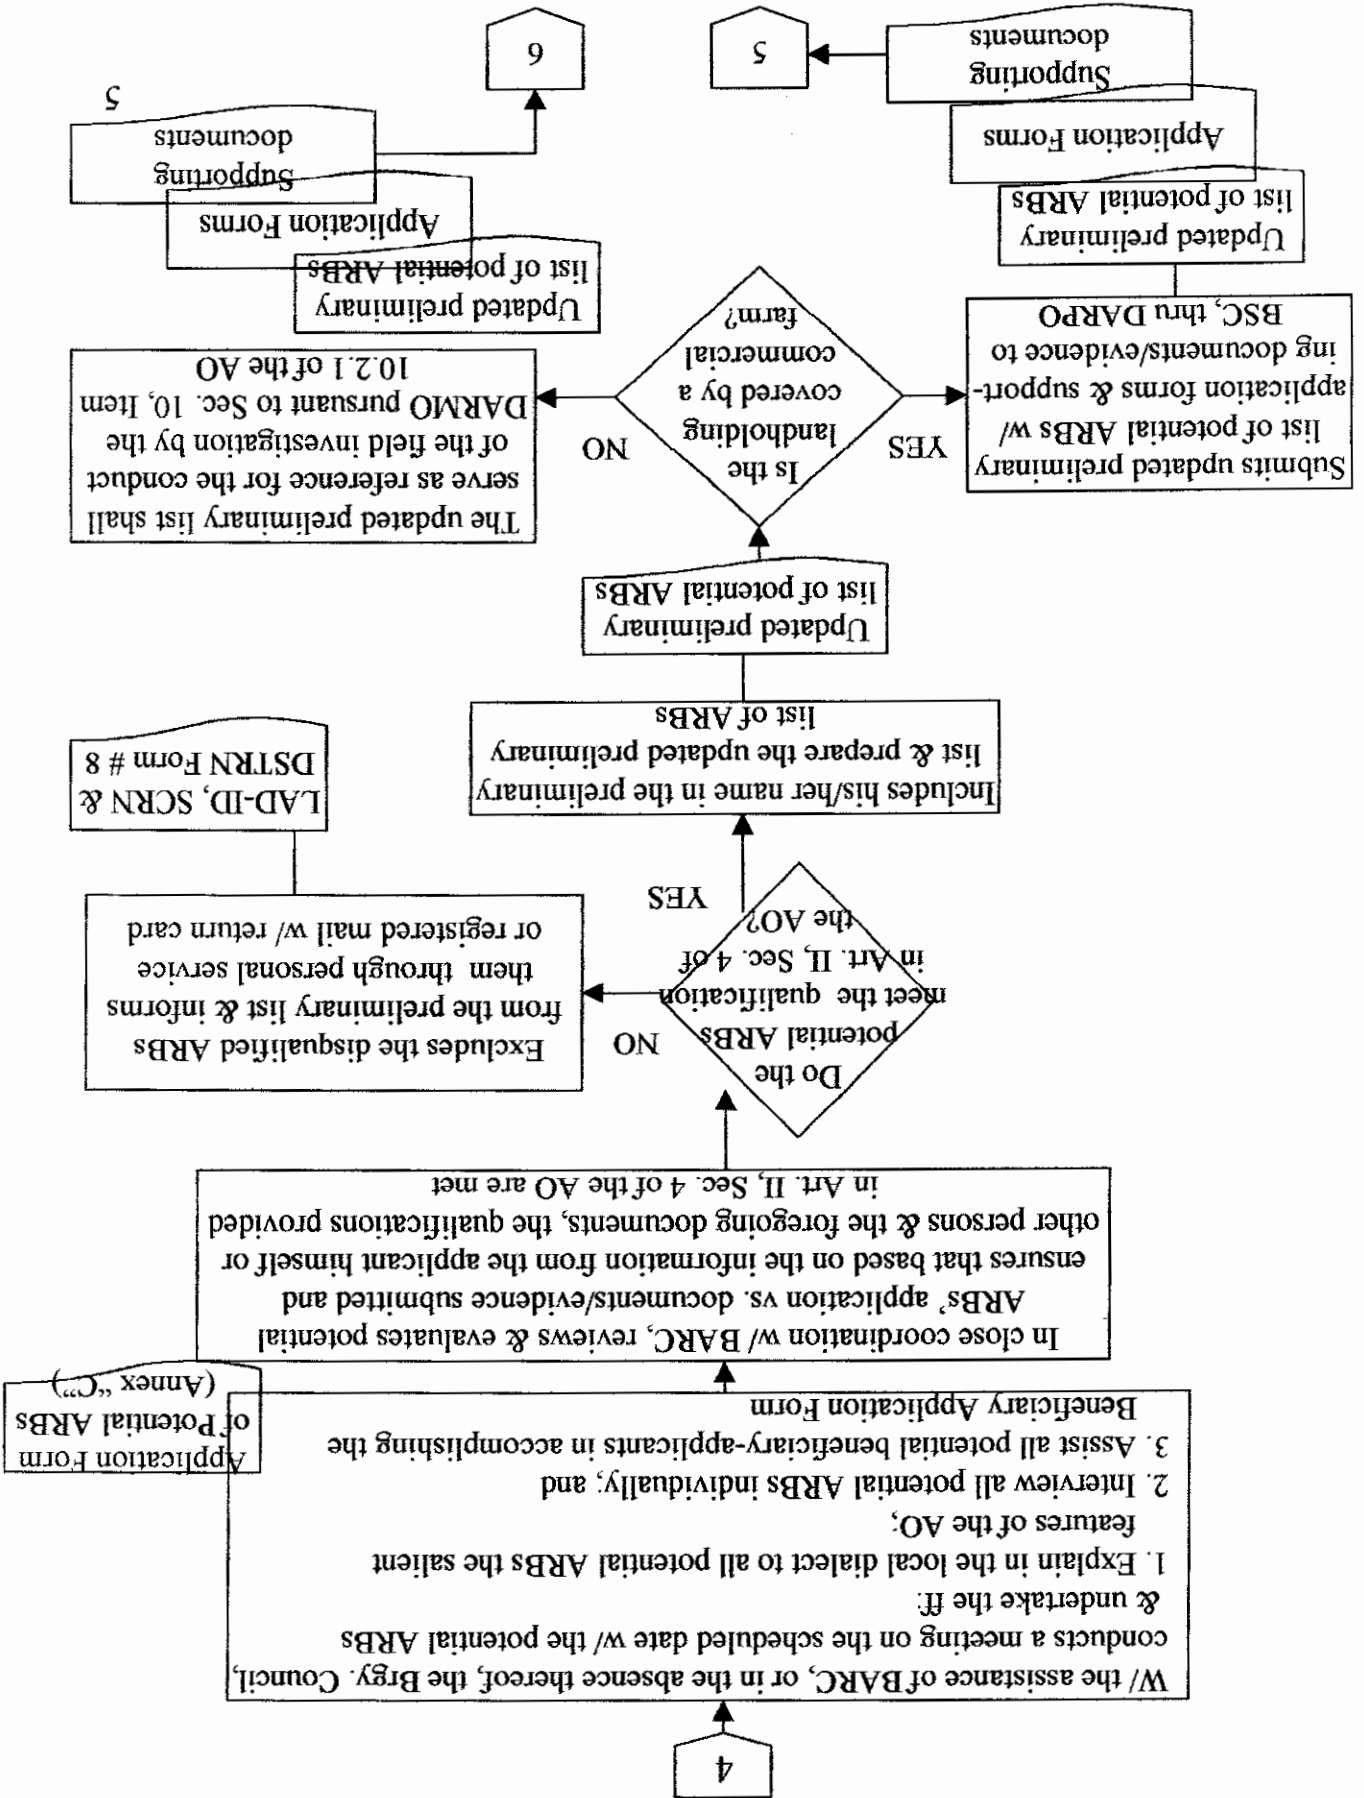 4
W/ the assistance of BARC, or in the absence thereof, the Brgy. Council,
conducts a meeting on the scheduled date w/ the potential ARBs
& undertake the ff:
1. Explain in the local dialect to all potential ARBs the salient
features of the AO;
2. Interview all potential ARBs individually; and
3. Assist all potential beneficiary-applicants in accomplishing the
Beneficiary Application Form
Application Form
of Potential ARBs
(Annex “C”)
In close coordination w/ BARC, reviews & evaluates potential
ARBs’ application vs. documents/evidence submitted and
ensures that based on the information from the applicant himself or
other persons & the foregoing documents, the qualifications provided
in Art. II, Sec. 4 of the AO are met
Do the
potential ARBs
meet the qualification
in Art. II, Sec. 4 of
the AO?
NO
Excludes the disqualified ARBs
from the preliminary list & informs
them through personal service
or registered mail w/ return card
LAD-ID, SCRN &
DSTRN Form # 8
YES
Includes his/her name in the preliminary
list & prepare the updated preliminary
list of ARBs
Updated preliminary
list of potential ARBs
Is the
landholding
covered by a
commercial
farm?
YES
Submits updated preliminary
list of potential ARBs w/
application forms & support-
ing documents/evidence to
BSC, thru DARPO
Updated preliminary
list of potential ARBs
Application Forms
Supporting
documents
5
NO
The updated preliminary list shall
serve as reference for the conduct
of the field investigation by the
DARMO pursuant to Sec. 10, Item
10.2.1 of the AO
Updated preliminary
list of potential ARBs
Application Forms
Supporting
documents
6
5